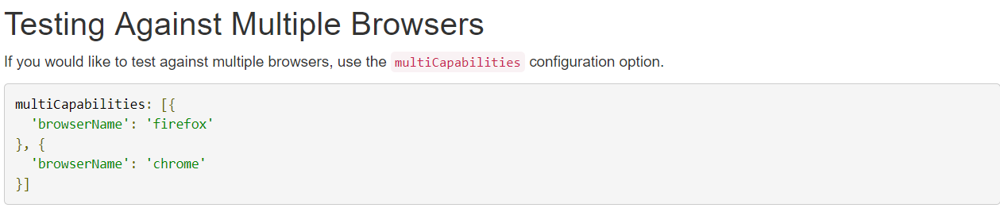 Testing Against Multiple Browsers
If you would like to test against multiple browsers, use the multiCapabilities configuration option.
multiCapabilities: [{
  'browserName': 'firefox'
}, {
  'browserName': 'chrome'
}]